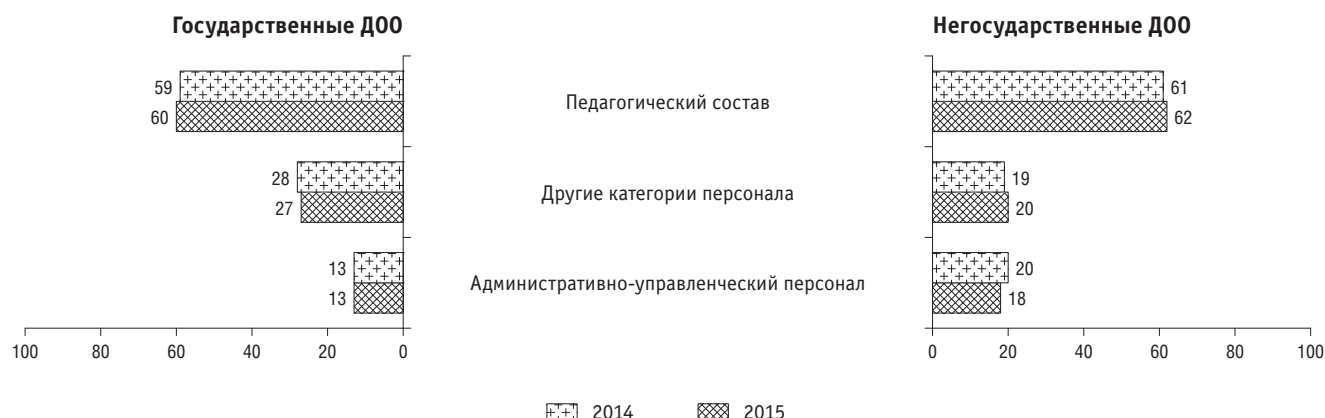 Государственные ДОО
Негосударственные ДОО
59
60
Педагогический состав
61
62
28
27
Другие категории персонала
19
20
13
13
Административно-управленческий персонал
20
18
100 80 60 40 20 0
0 20 40 60 80 100
2014 2015